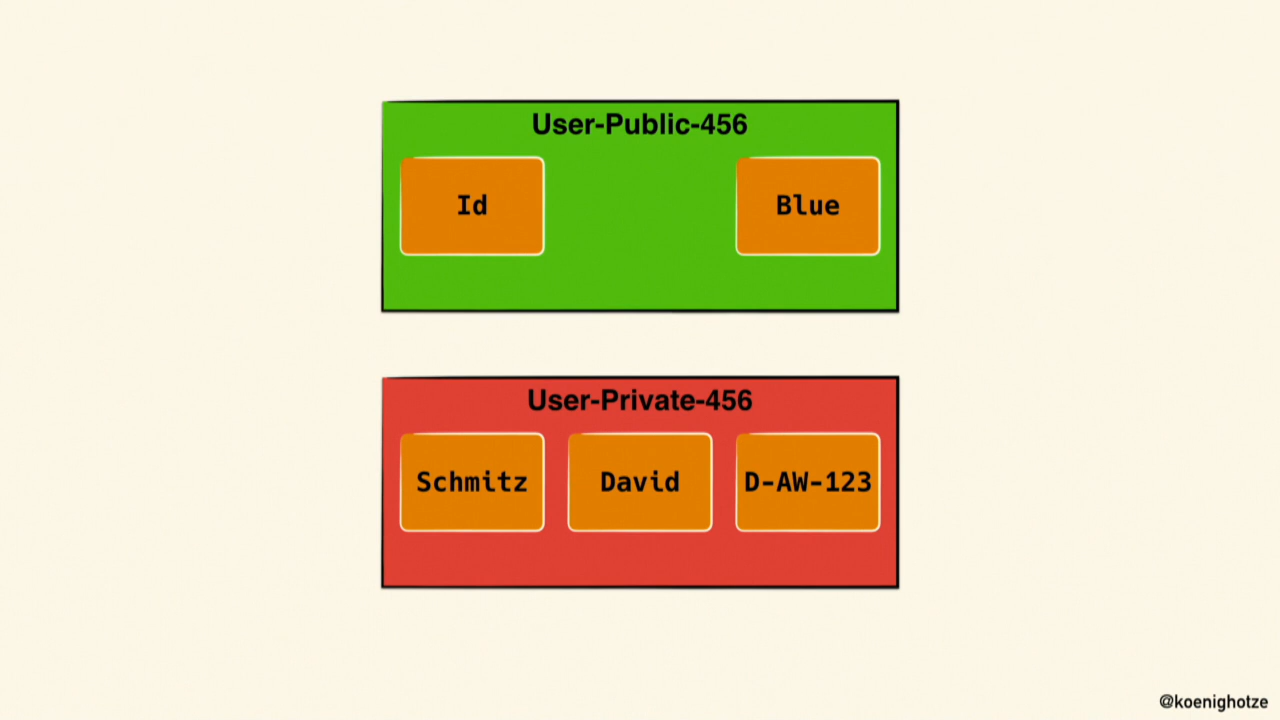 User-Public-456
Id
Blue
User-Private-456
Schmitz
David
D-AW-123
@koenighotze